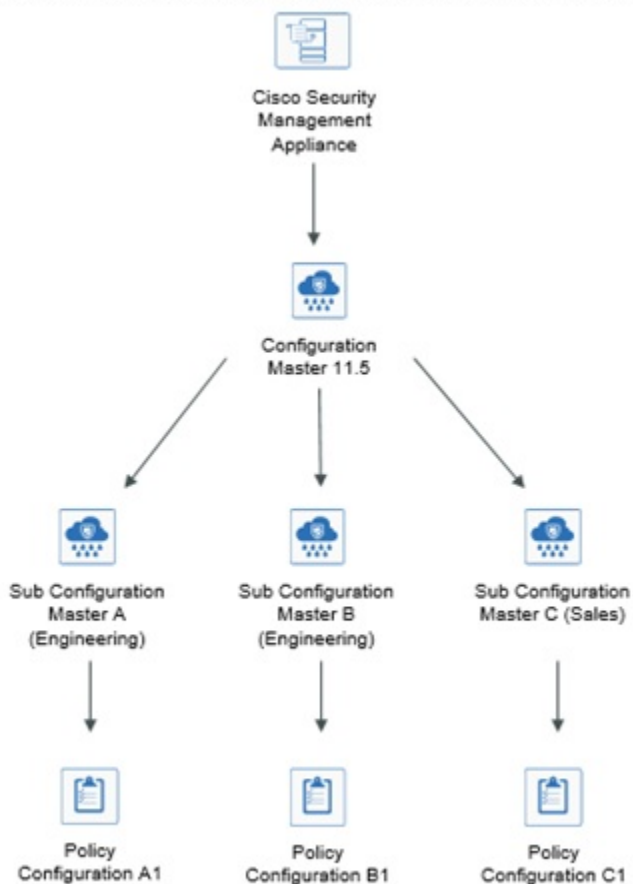 Cisco Security
Management
Appliance
Configuration
Master 11.5
Sub Configuration
Master A
(Engineering)
Sub Configuration
Master B
(Engineering)
Sub Configuration
Master C (Sales)
Policy
Configuration A1
Policy
Configuration B1
Policy
Configuration C1